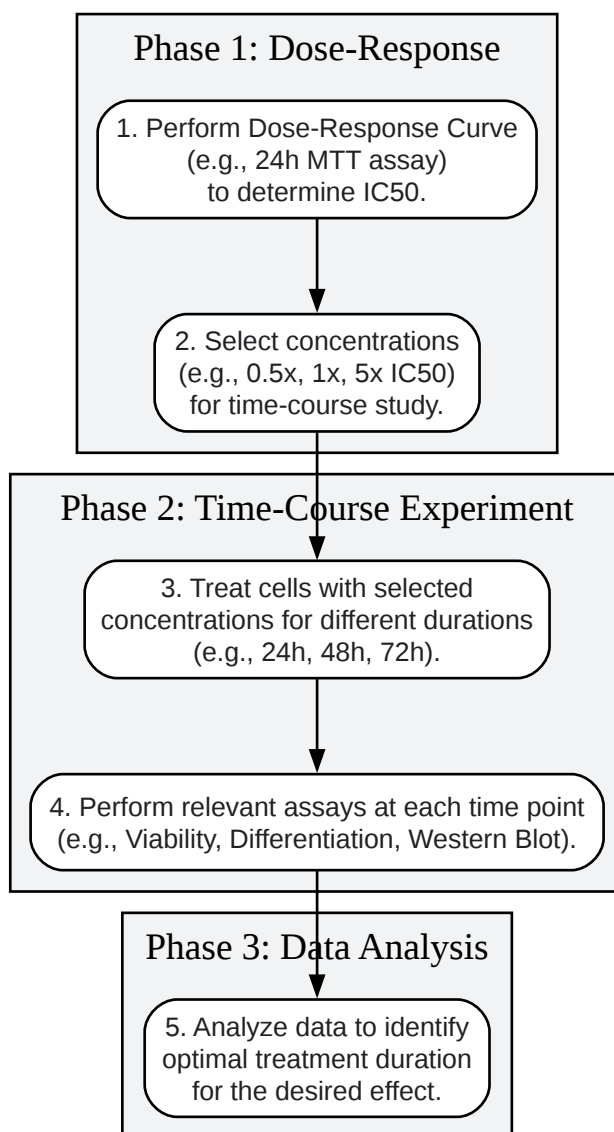 Phase 1: Dose-Response
1. Perform Dose-Response Curve
(e.g., 24h MTT assay)
to determine IC50.
2. Select concentrations
(e.g., 0.5x, 1x, 5x IC50)
for time-course study.
Phase 2: Time-Course Experiment
3. Treat cells with selected
concentrations for different durations
(e.g., 24h, 48h, 72h).
4. Perform relevant assays at each time point
(e.g., Viability, Differentiation, Western Blot).
Phase 3: Data Analysis
5. Analyze data to identify
optimal treatment duration
for the desired effect.